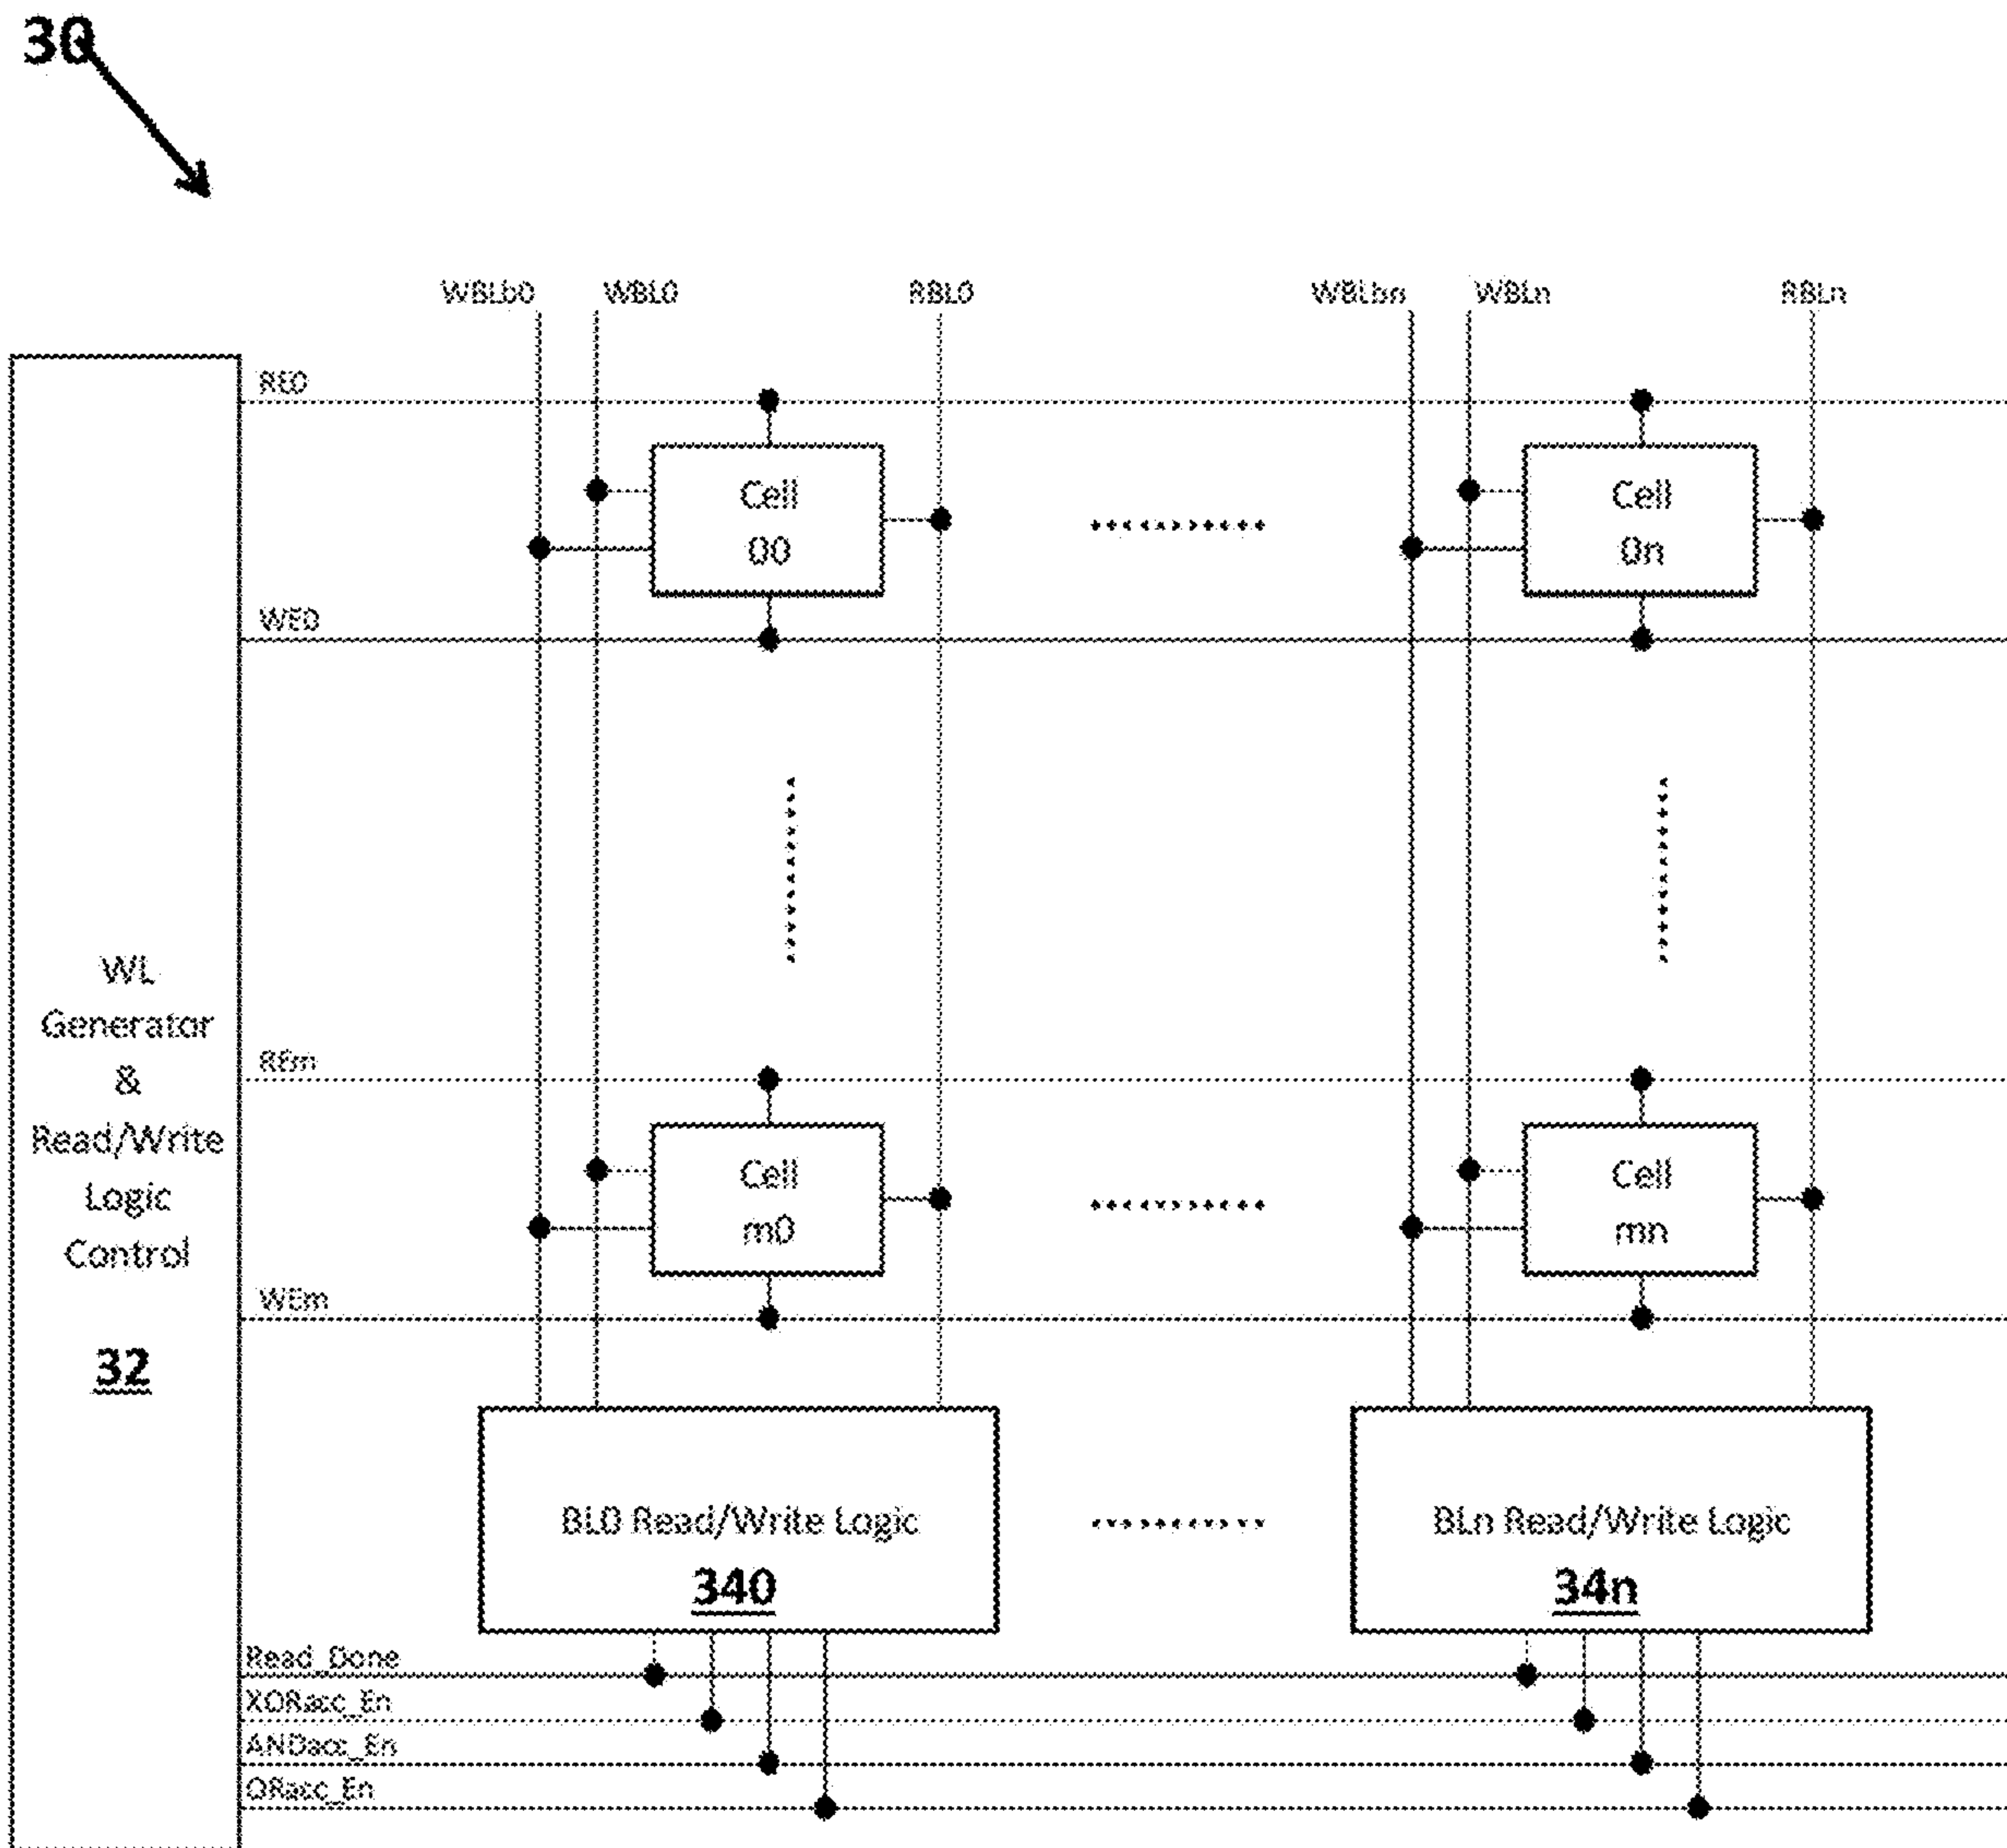 30
WBLb0 WBL0 RBL0 WBLbn WBLn RBLn
RE0
Cell
00
Cell
0n
WE0
WL
Generator
&
Read/Write
Logic
Control
32
REm
Cell
m0
Cell
mn
WEm
BL0 Read/Write Logic
340
BLn Read/Write Logic
34n
Read_Done
XORacc_En
ANDacc_En
ORacc_En